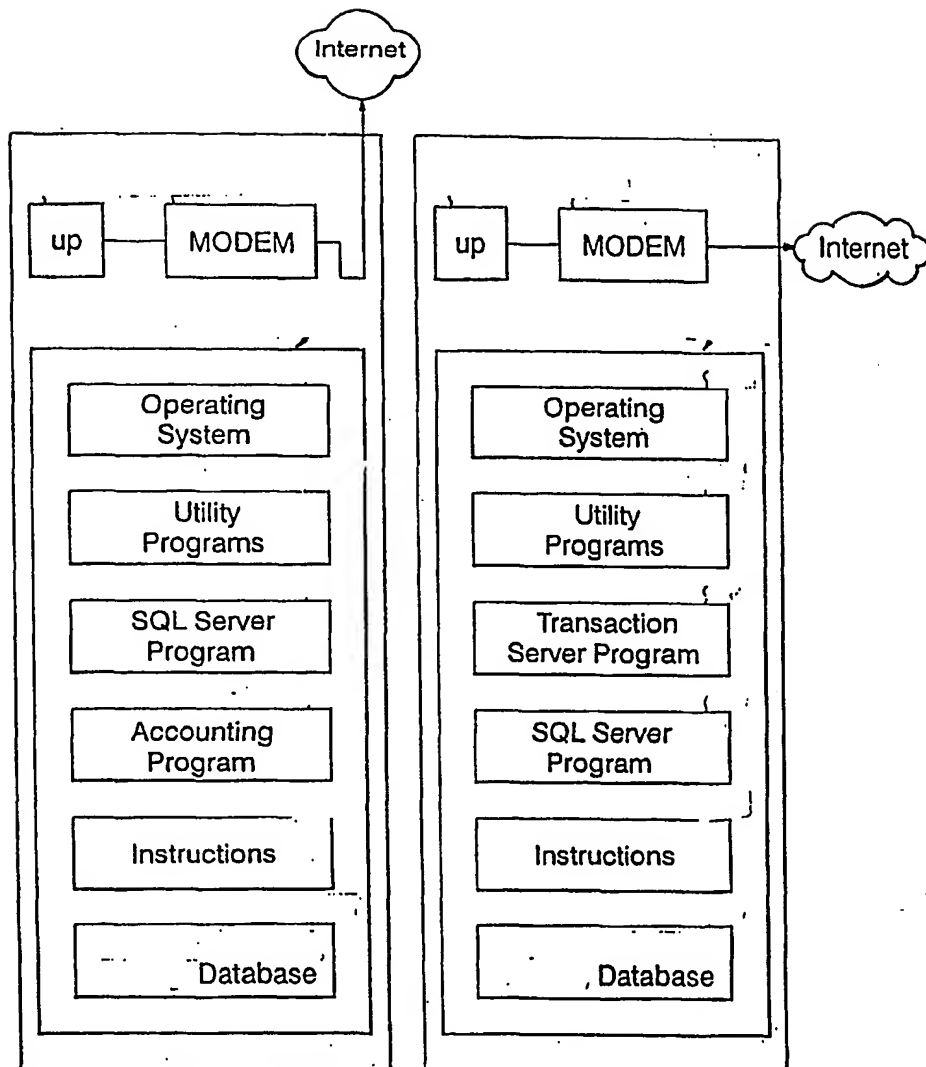 Internet
up
MODEM
Operating
System
Utility
Programs
SQL Server
Program
Accounting
Program
Instructions
Database
up
MODEM
Internet
Operating
System
Utility
Programs
Transaction
Server Program
SQL Server
Program
Instructions
Database